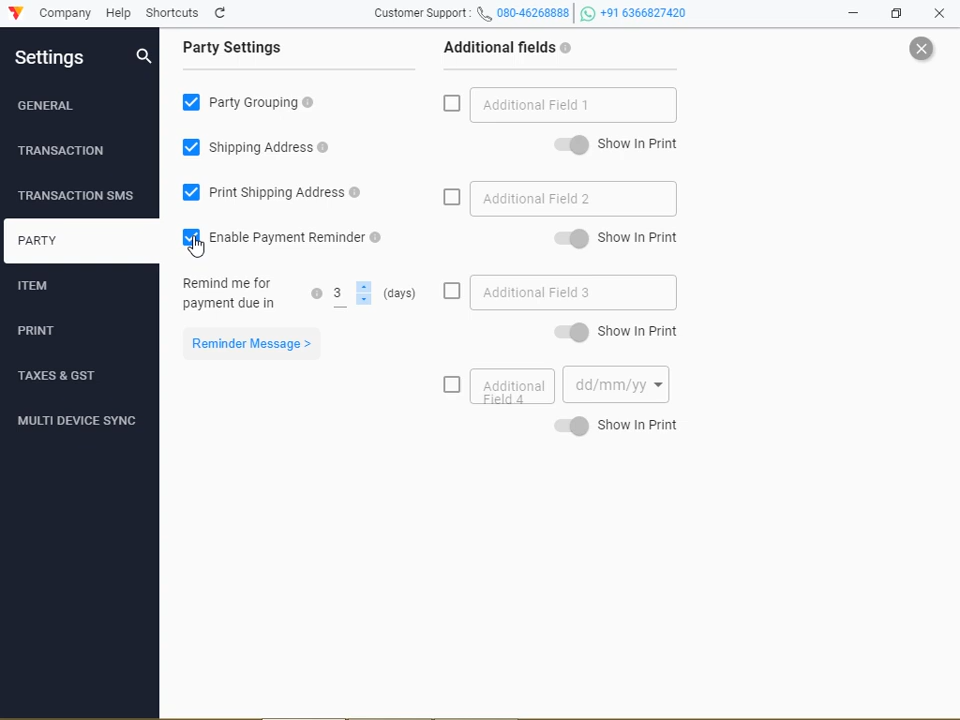 Company Help Shortcuts Customer Support : 080-46268888 +91 6366827420
Settings
GENERAL
TRANSACTION
TRANSACTION SMS
PARTY
ITEM
PRINT
TAXES & GST
MULTI DEVICE SYNC
Party Settings
Party Grouping
Shipping Address
Print Shipping Address
Enable Payment Reminder
Remind me for
payment due in 3 (days)
Reminder Message >
Additional fields
Additional Field 1
Show In Print
Additional Field 2
Show In Print
Additional Field 3
Show In Print
Additional
Field 4
dd/mm/yy
Show In Print